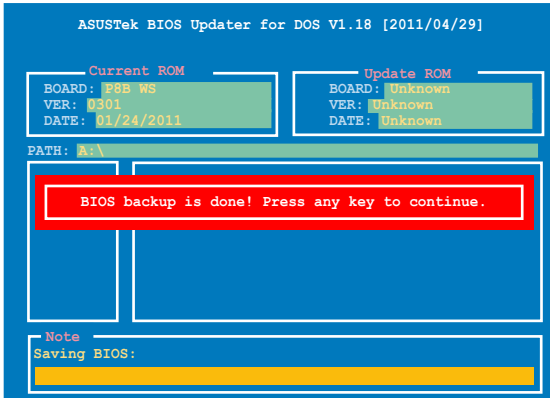 ASUSTek BIOS Updater for DOS V1.18 [2011/04/29]
Current ROM
BOARD: P8B WS
VER: 0301
DATE: 01/24/2011
Update ROM
BOARD: Unknown
VER: Unknown
DATE: Unknown
PATH: A:\
BIOS backup is done! Press any key to continue.
Note
Saving BIOS: